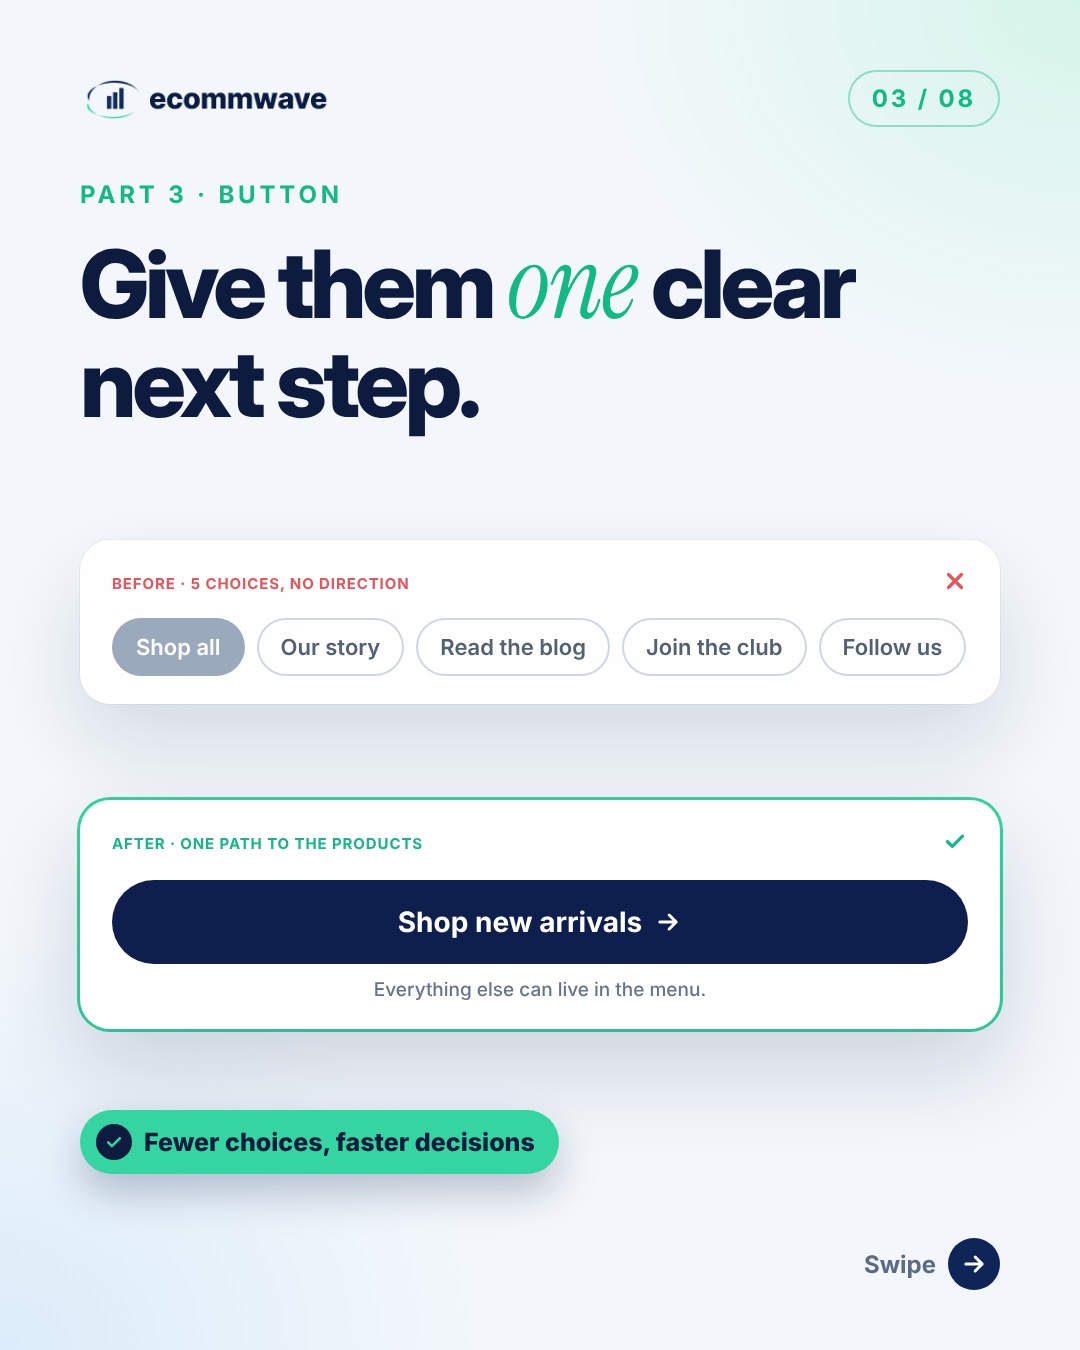 ecommwave
03 / 08
PART 3 · BUTTON
Give them one clear
next step.
BEFORE · 5 CHOICES, NO DIRECTION
Shop all
Our story
Read the blog
Join the club
Follow us
AFTER · ONE PATH TO THE PRODUCTS
Shop new arrivals →
Everything else can live in the menu.
Fewer choices, faster decisions
Swipe →